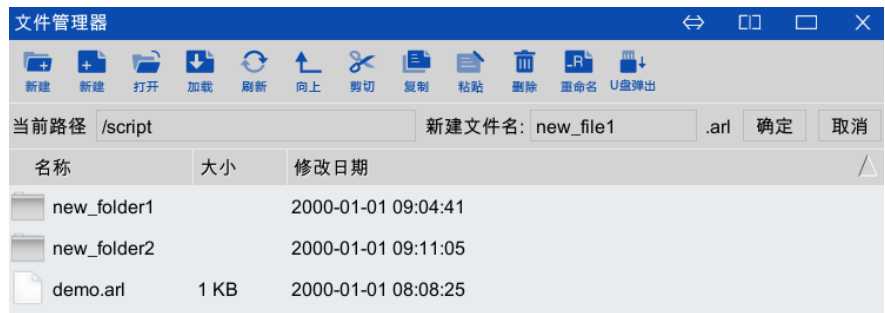 文件管理器
新建 新建 打开 加载 刷新 向上 剪切 复制 粘贴 删除 重命名 U盘弹出
当前路径 /script 新建文件名: new_file1 .arl 确定 取消
名称 大小 修改日期
new_folder1 2000-01-01 09:04:41
new_folder2 2000-01-01 09:11:05
demo.arl 1 KB 2000-01-01 08:08:25